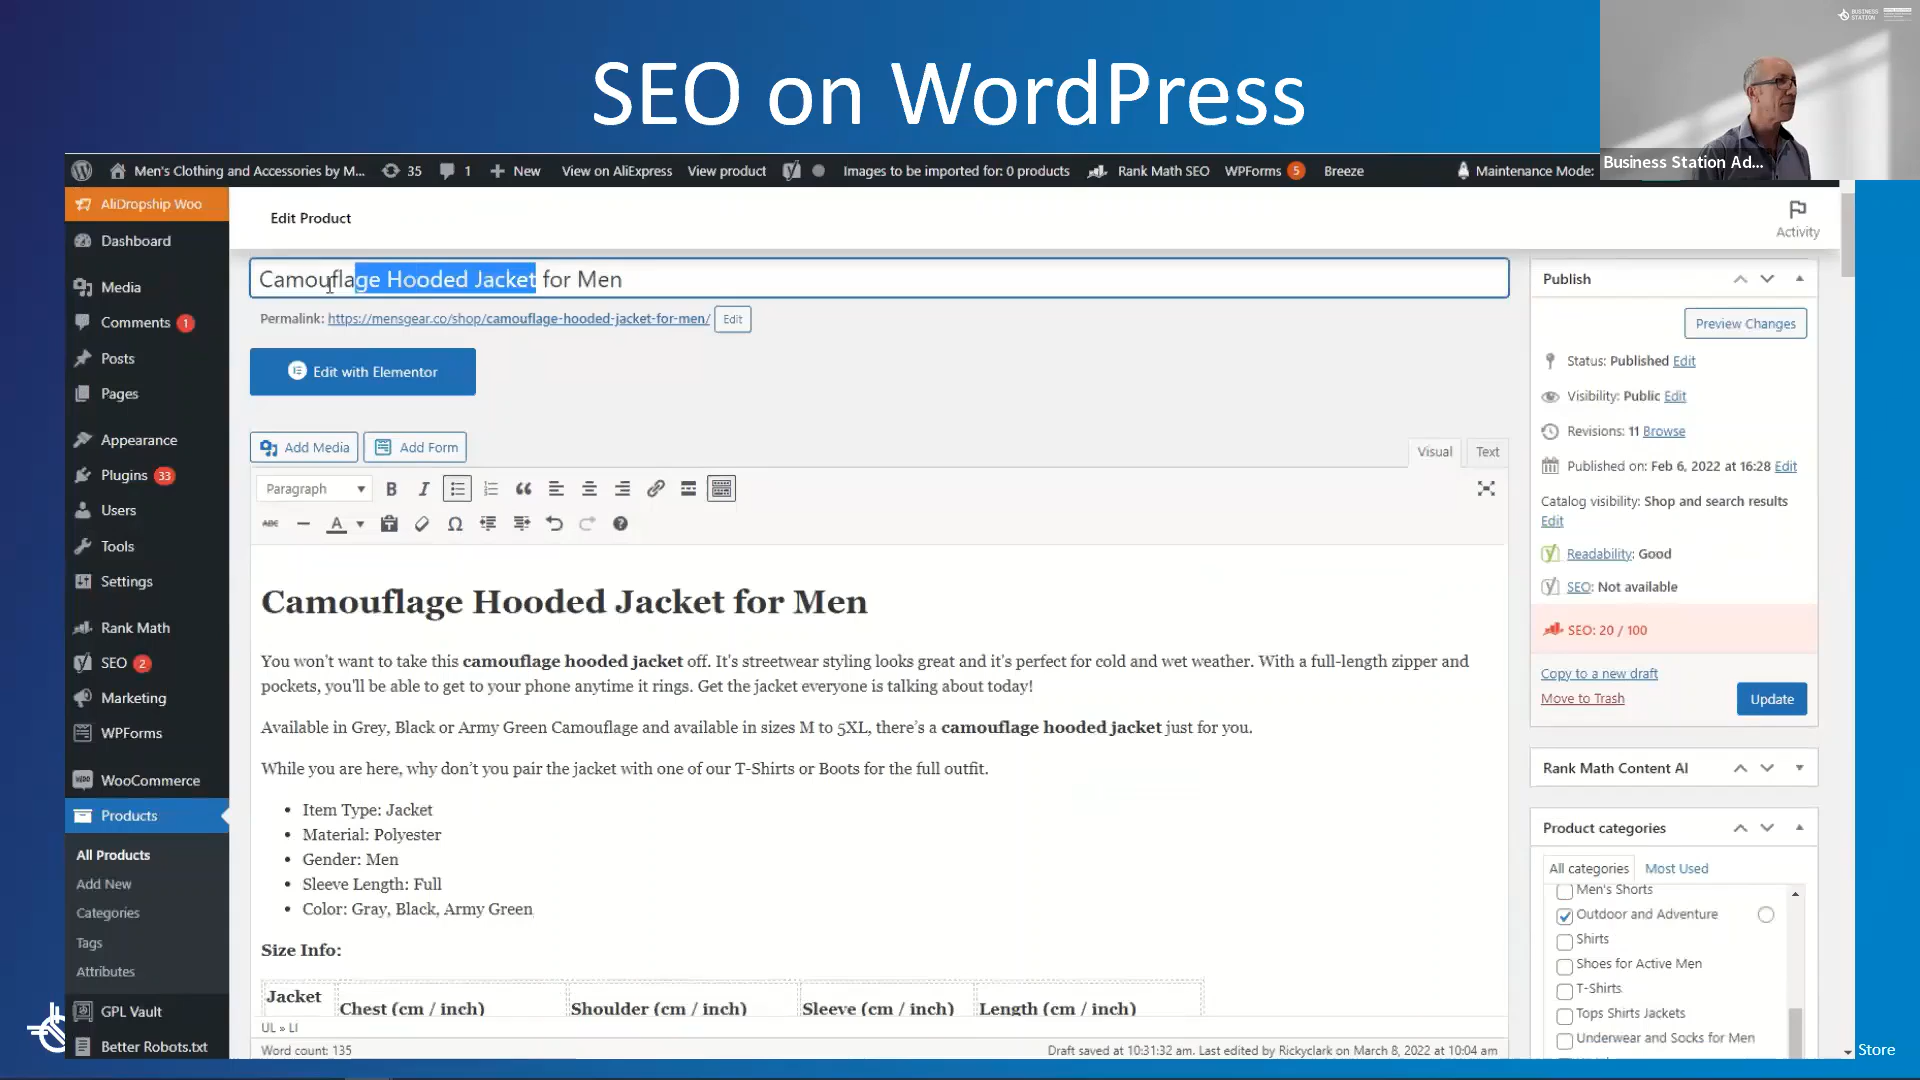 SEO on WordPress
BUSINESS STATION
Business Station Ad...
Men's Clothing and Accessories by M... 35 1 New View on AliExpress View product Images to be imported for: 0 products Rank Math SEO WPForms 5 Breeze Maintenance Mode:
AliDropship Woo
Dashboard
Media
Comments 1
Posts
Pages
Appearance
Plugins 33
Users
Tools
Settings
Rank Math
SEO 2
Marketing
WPForms
WooCommerce
Products
All Products
Add New
Categories
Tags
Attributes
GPL Vault
Better Robots.txt
Edit Product
Activity
Camouflage Hooded Jacket for Men
Permalink: https://mensgear.co/shop/camouflage-hooded-jacket-for-men/ Edit
Edit with Elementor
Add Media Add Form
Visual Text
Paragraph
Camouflage Hooded Jacket for Men
You won't want to take this camouflage hooded jacket off. It's streetwear styling looks great and it's perfect for cold and wet weather. With a full-length zipper and
pockets, you'll be able to get to your phone anytime it rings. Get the jacket everyone is talking about today!
Available in Grey, Black or Army Green Camouflage and available in sizes M to 5XL, there's a camouflage hooded jacket just for you.
While you are here, why don't you pair the jacket with one of our T-Shirts or Boots for the full outfit.
Item Type: Jacket
Material: Polyester
Gender: Men
Sleeve Length: Full
Color: Gray, Black, Army Green
Size Info:
Jacket Chest (cm / inch) Shoulder (cm / inch) Sleeve (cm / inch) Length (cm / inch)
UL » LI
Word count: 135
Draft saved at 10:31:32 am. Last edited by Rickyclark on March 8, 2022 at 10:04 am
Publish
Preview Changes
Status: Published Edit
Visibility: Public Edit
Revisions: 11 Browse
Published on: Feb 6, 2022 at 16:28 Edit
Catalog visibility: Shop and search results
Edit
Readability: Good
SEO: Not available
SEO: 20 / 100
Copy to a new draft
Move to Trash
Update
Rank Math Content AI
Product categories
All categories Most Used
Men's Shorts
Outdoor and Adventure
Shirts
Shoes for Active Men
T-Shirts
Tops Shirts Jackets
Underwear and Socks for Men
Store